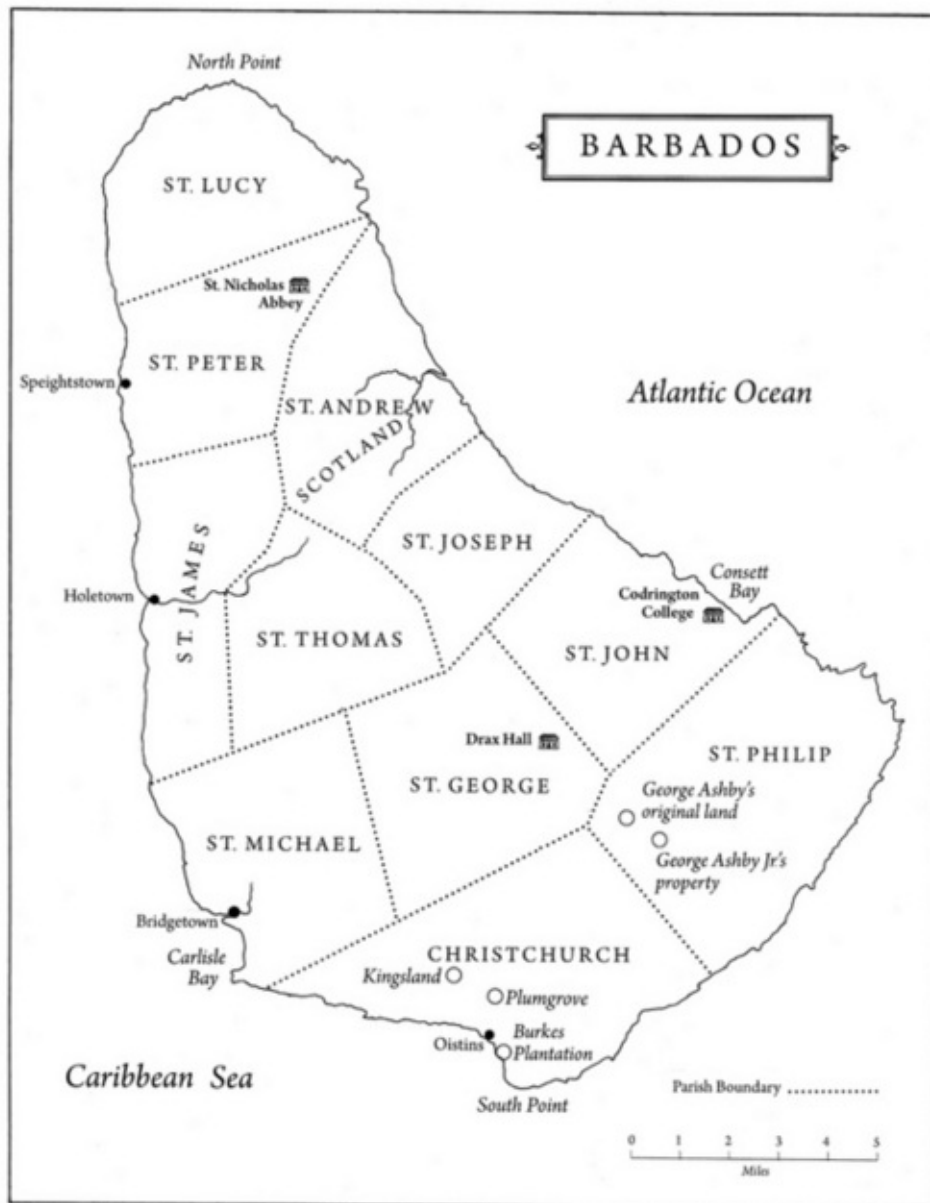 North Point
BARBADOS
ST. LUCY
St. Nicholas
Abbey
ST. PETER
Speightstown
ST. ANDREW
Atlantic Ocean
SCOTLAND
ST. JOSEPH
ST. JAMES
Holetown
Consett
Bay
Codrington
College
ST. THOMAS
ST. JOHN
Drax Hall
ST. PHILIP
ST. GEORGE
George Ashby's
original land
ST. MICHAEL
George Ashby Jr's
property
Bridgetown
CHRISTCHURCH
Carlisle
Bay
Kingsland
Plumgrove
Oistins
Burkes
Plantation
Caribbean Sea
South Point
Parish Boundary
0 1 2 3 4 5
Miles